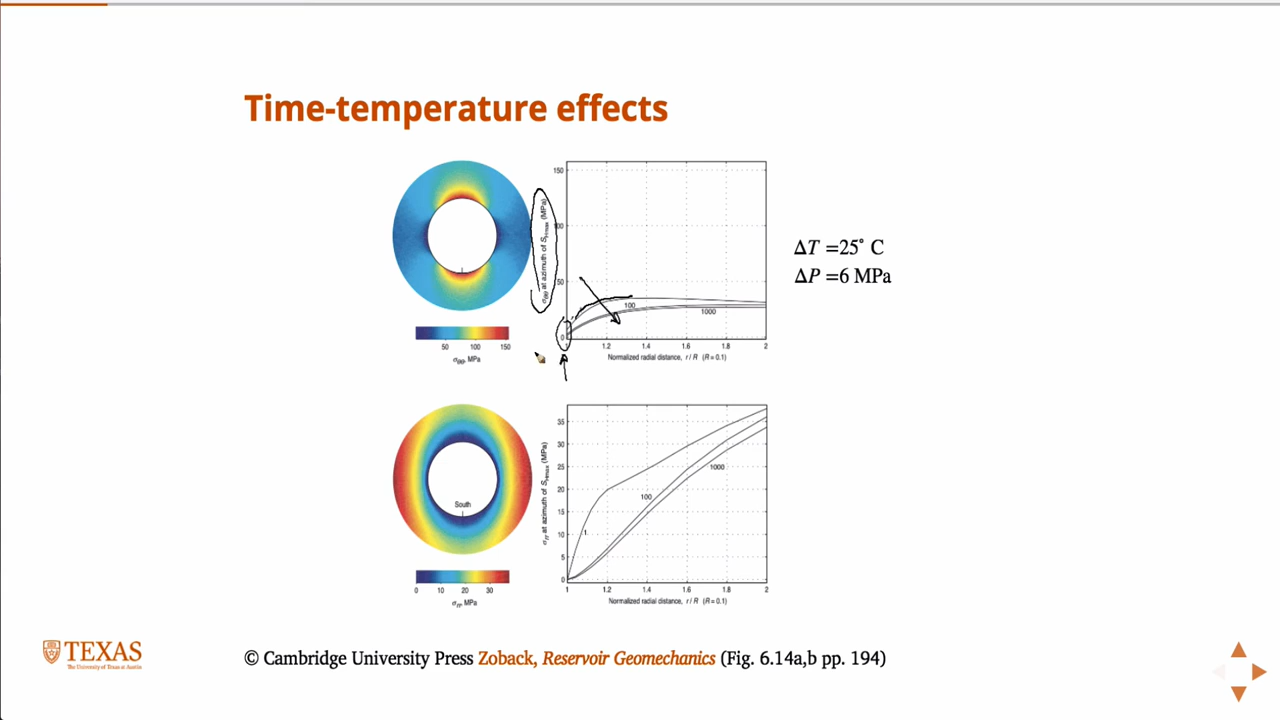 Time-temperature effects
150
100
50
0
σθθ at azimuth of SHmax (MPa)
100
1000
1
1.2
1.4
1.6
1.8
2
Normalized radial distance, r / R (R = 0.1)
50
100
150
σθθ, MPa
ΔT =25° C
ΔP =6 MPa
South
0
10
20
30
σrr, MPa
35
30
25
20
15
10
5
0
σrr at azimuth of SHmax (MPa)
1
100
1000
1
1.2
1.4
1.6
1.8
2
Normalized radial distance, r / R (R = 0.1)
TEXAS
The University of Texas at Austin
© Cambridge University Press Zoback, Reservoir Geomechanics (Fig. 6.14a,b pp. 194)